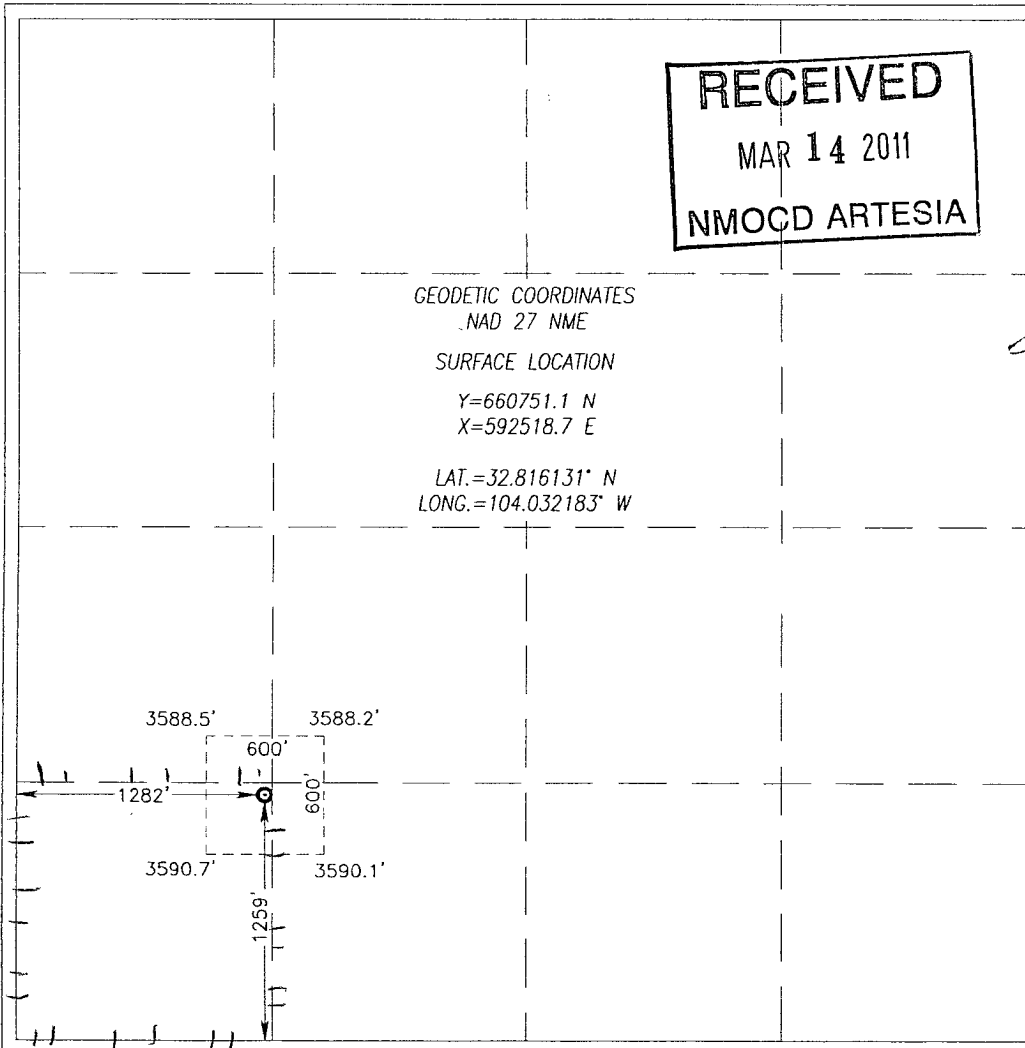 RECEIVED
MAR 14 2011
NMOCD ARTESIA
GEODETIC COORDINATES
NAD 27 NME
SURFACE LOCATION
Y=660751.1 N
X=592518.7 E
LAT.=32.816131° N
LONG.=104.032183° W
3588.5'
3588.2'
600'
600'
1282'
3590.7'
3590.1'
1259'